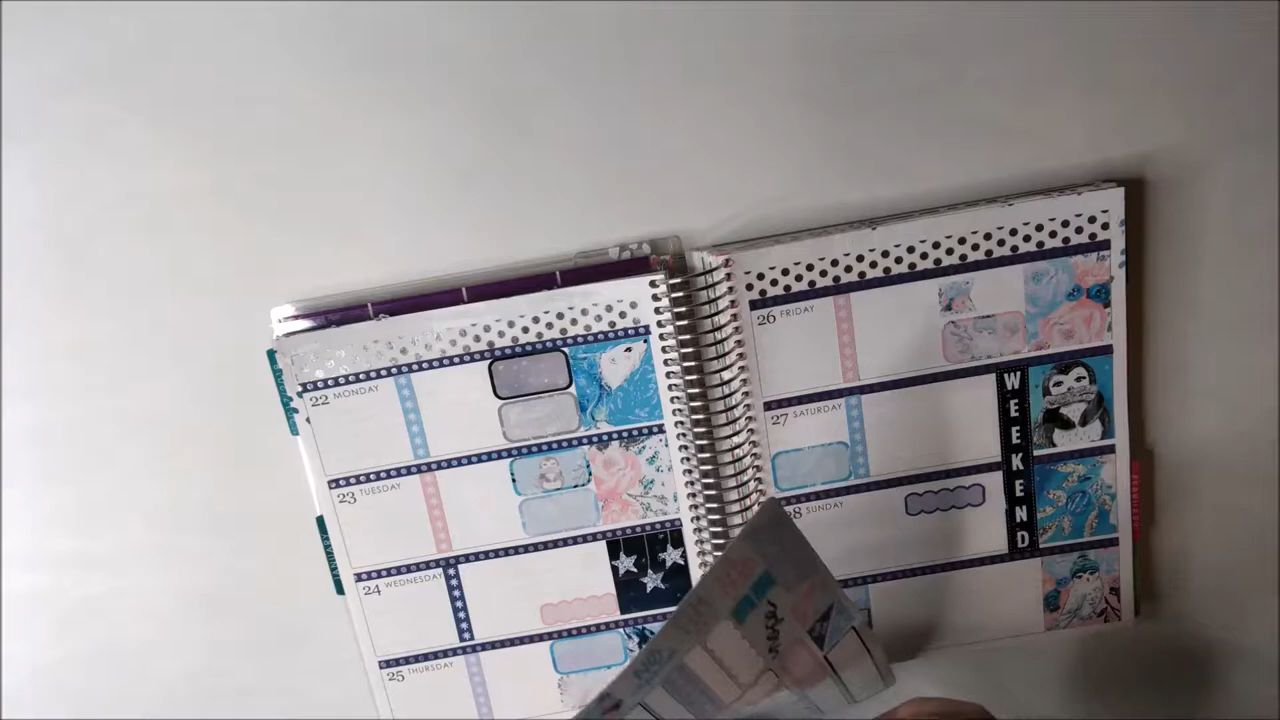 22 MONDAY
23 TUESDAY
24 WEDNESDAY
25 THURSDAY
JANUARY
26 FRIDAY
27 SATURDAY
28 SUNDAY
WEEKEND